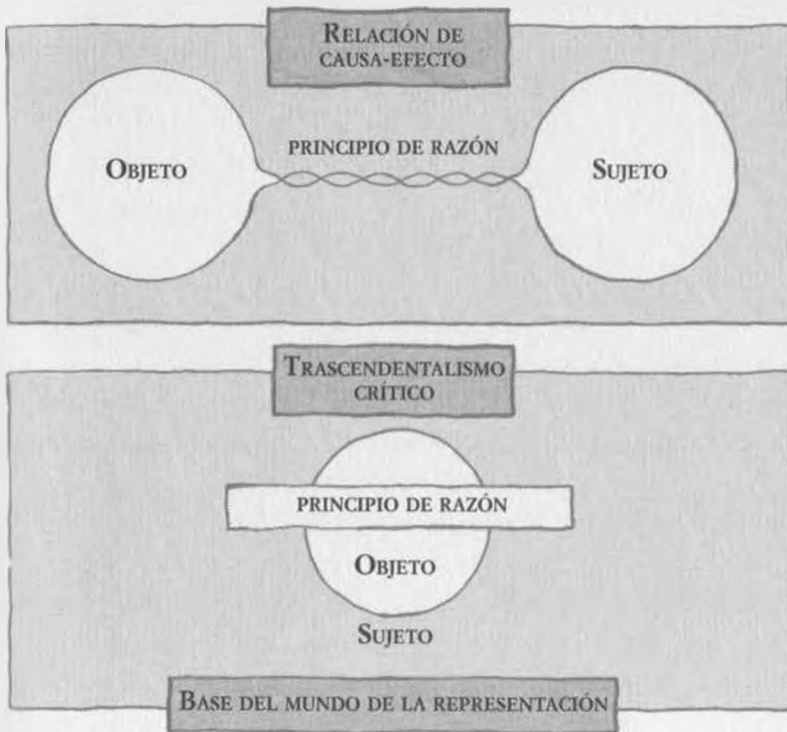 RELACIÓN DE
CAUSA-EFECTO
PRINCIPIO DE RAZÓN
OBJETO
SUJETO
TRASCENDENTALISMO
CRÍTICO
PRINCIPIO DE RAZÓN
OBJETO
SUJETO
BASE DEL MUNDO DE LA REPRESENTACIÓN